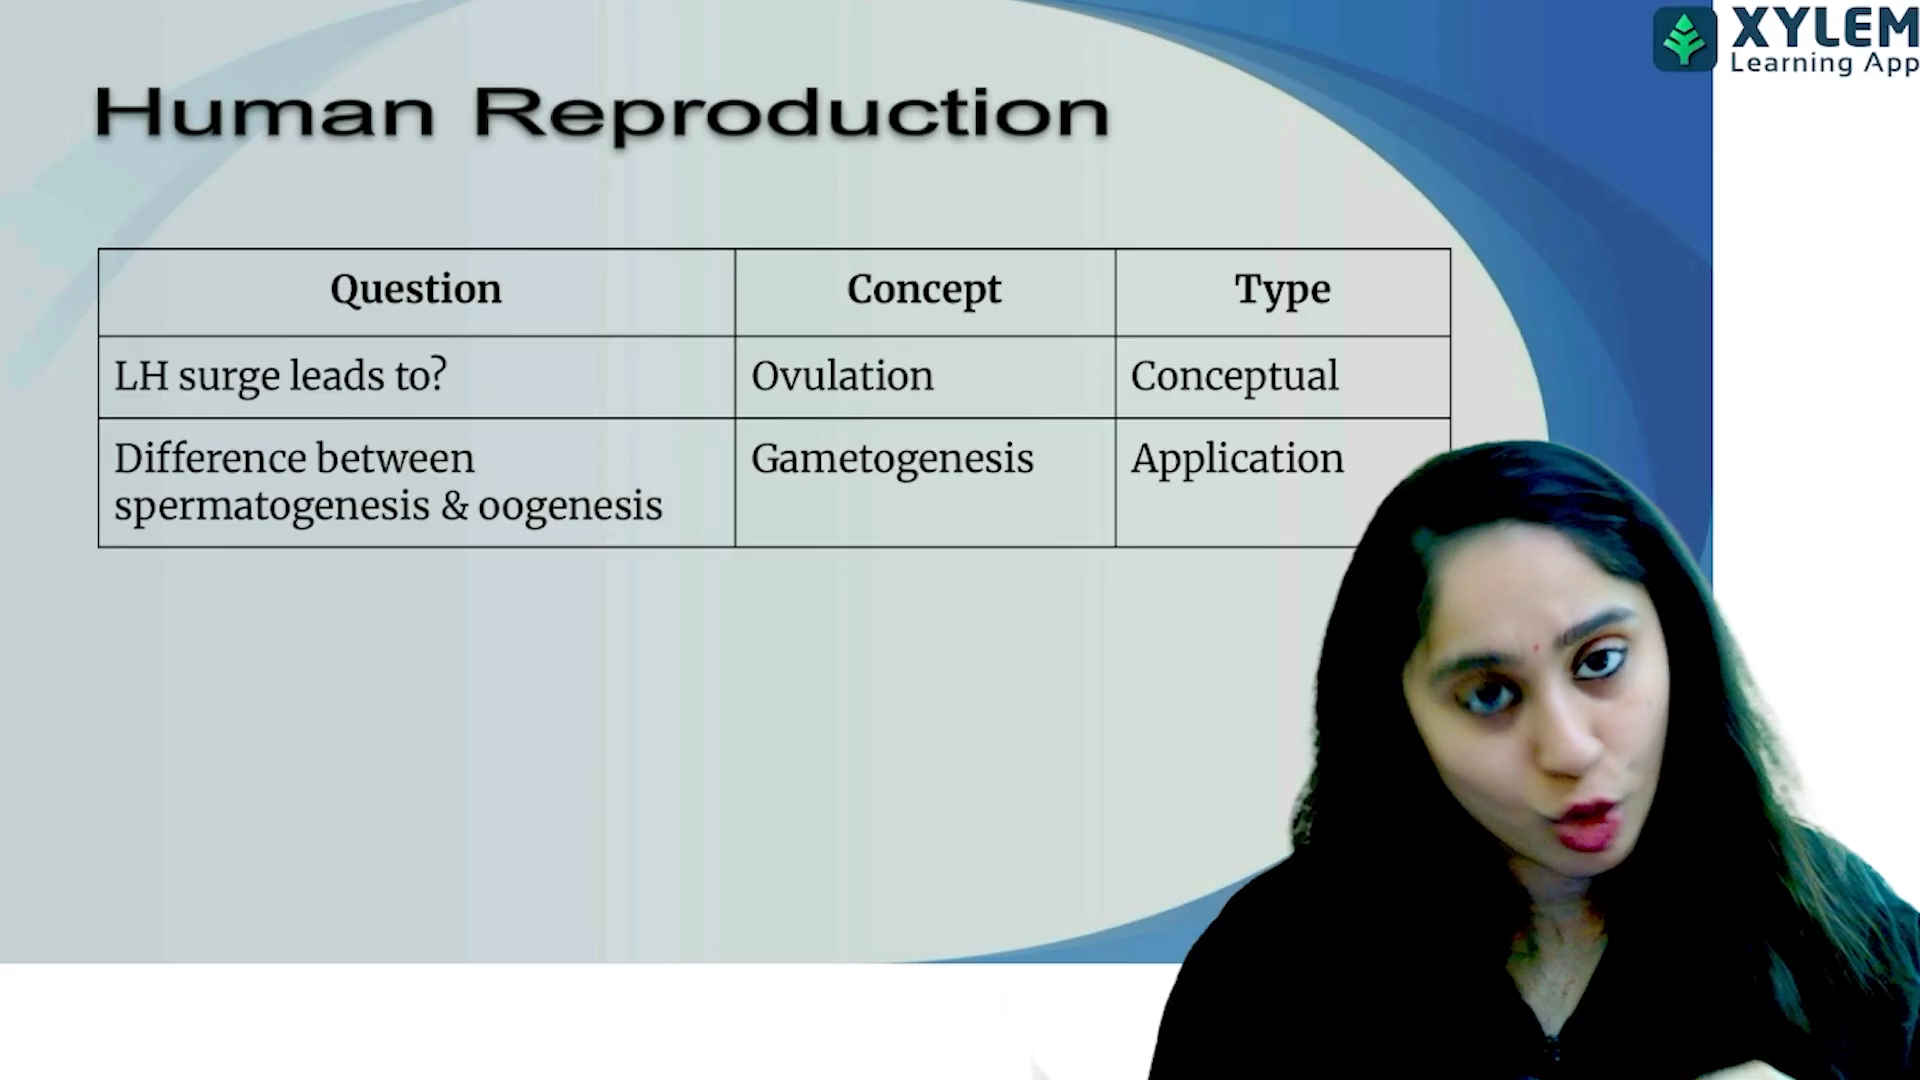 XYLEM
Learning App
Human Reproduction
Question Concept Type
LH surge leads to? Ovulation Conceptual
Difference between Gametogenesis Application
spermatogenesis & oogenesis